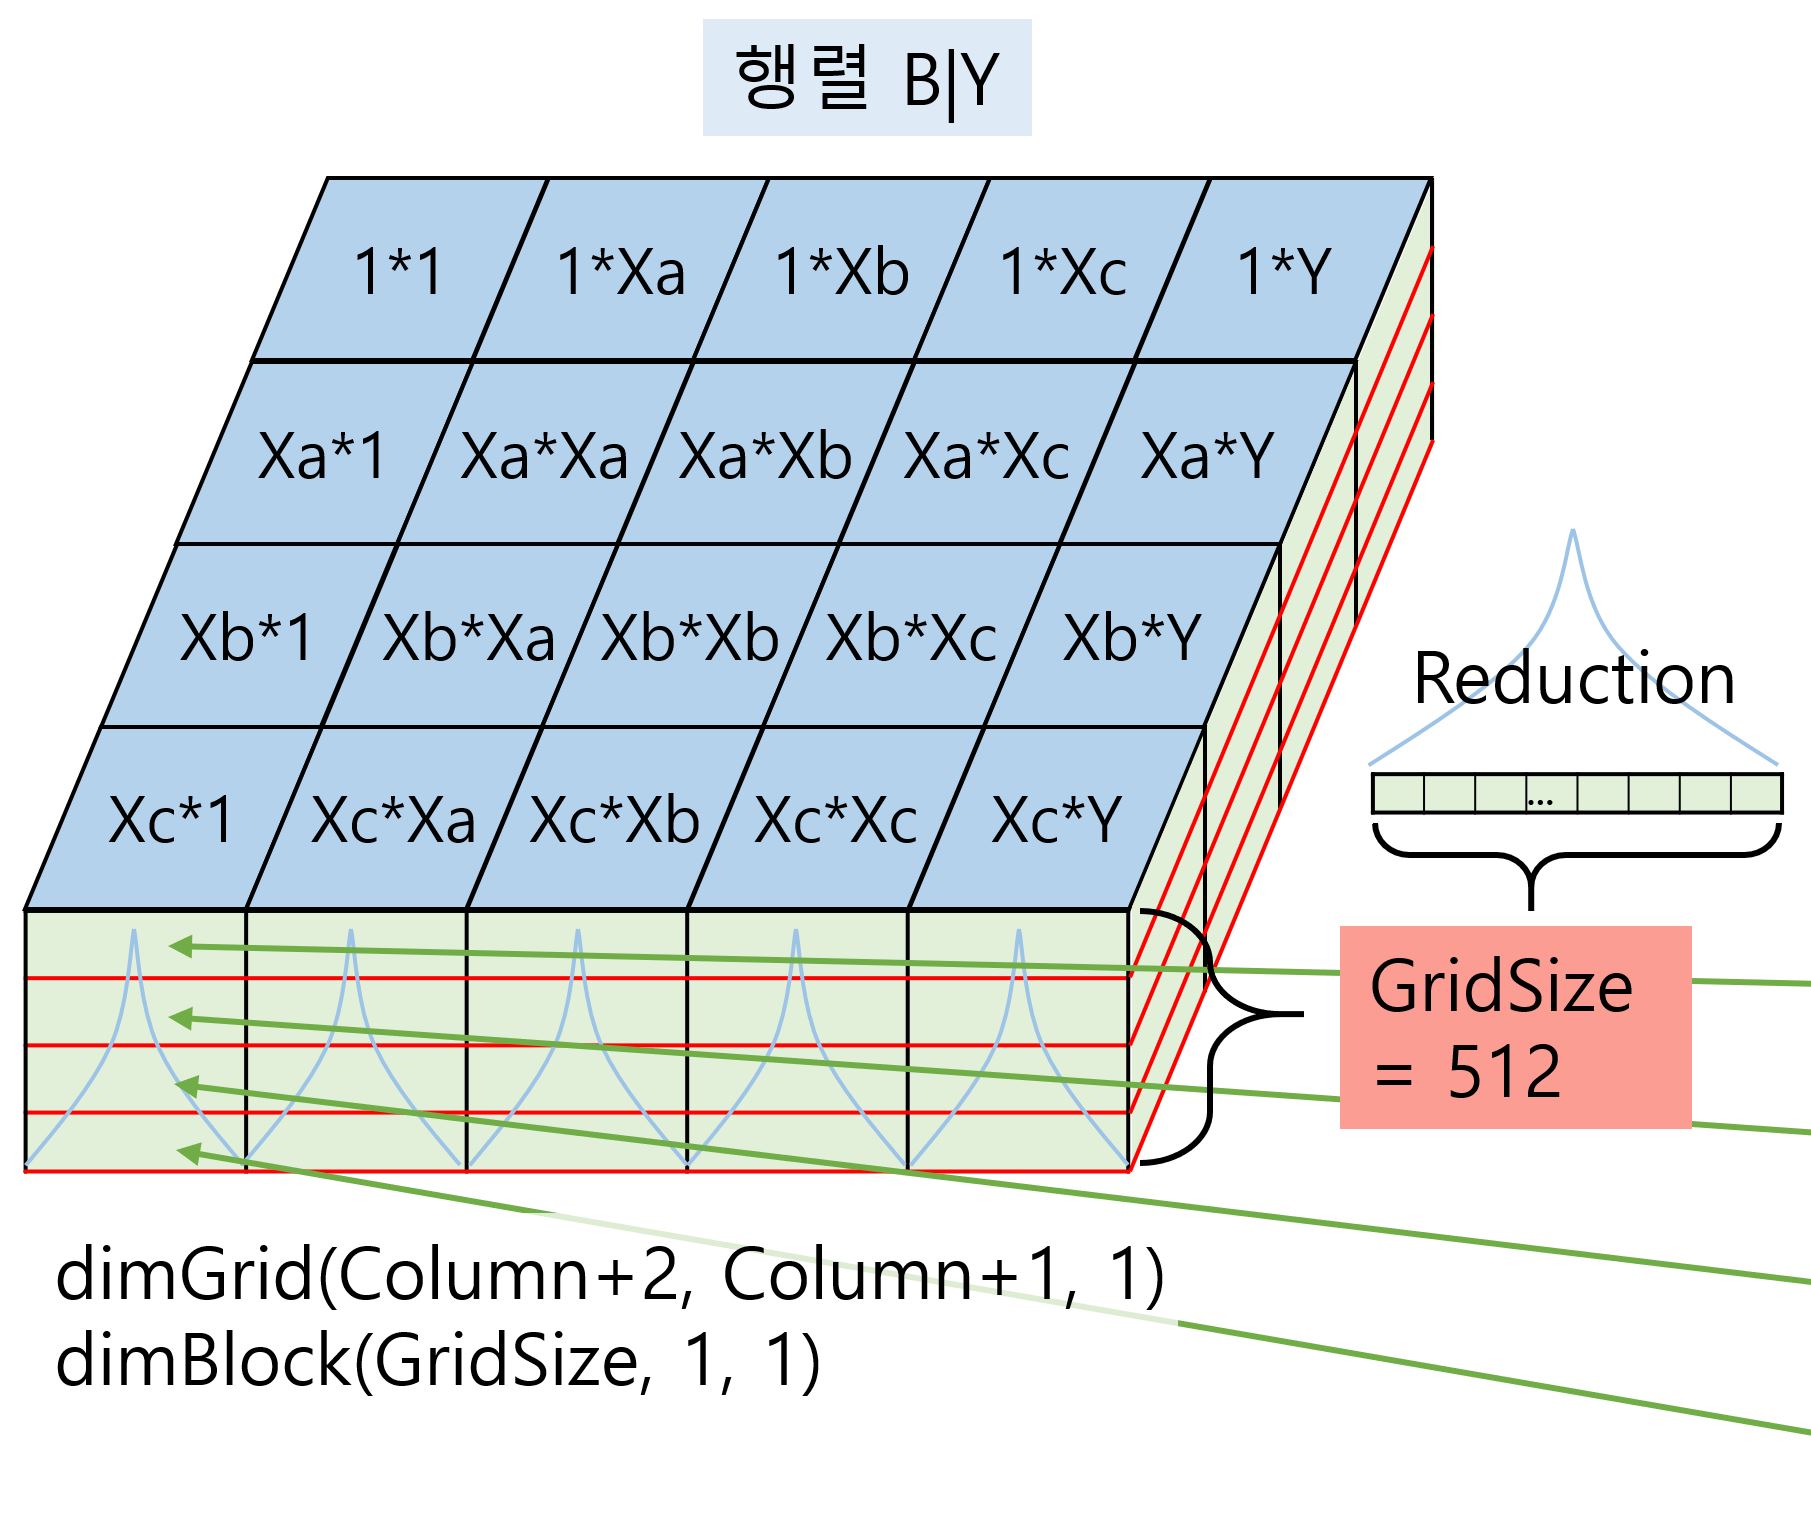 행렬 B|Y
1*1 1*Xa 1*Xb 1*Xc 1*Y
Xa*1 Xa*Xa Xa*Xb Xa*Xc Xa*Y
Xb*1 Xb*Xa Xb*Xb Xb*Xc Xb*Y
Xc*1 Xc*Xa Xc*Xb Xc*Xc Xc*Y
Reduction
...
GridSize
= 512
dimGrid(Column+2, Column+1, 1)
dimBlock(GridSize, 1, 1)